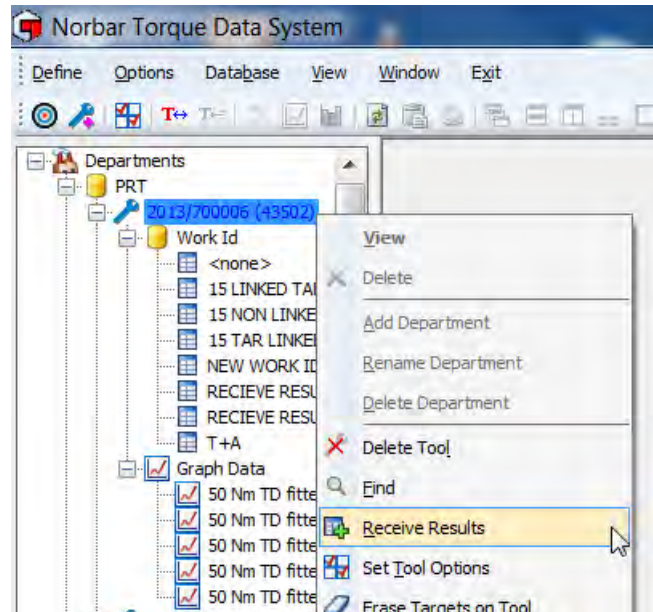 Norbar Torque Data System
Define Options Database View Window Exit
Departments
PRT
2013/700006 (43502)
Work Id
<none>
15 LINKED TA
15 NON LINKE
15 TAR LINKE
NEW WORK ID
RECIEVE RESU
RECIEVE RESU
T+A
Graph Data
50 Nm TD fitte
50 Nm TD fitte
50 Nm TD fitte
50 Nm TD fitte
50 Nm TD fitte
View
Delete
Add Department
Rename Department
Delete Department
Delete Tool
Find
Receive Results
Set Tool Options
Erase Targets on Tool